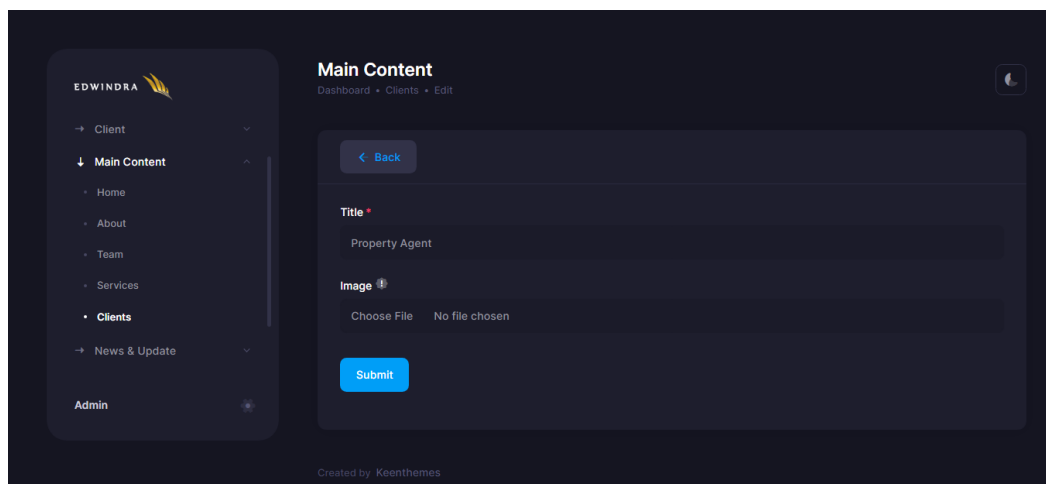 EDWINDRA
Client
Main Content
Home
About
Team
Services
Clients
News & Update
Admin
Main Content
Dashboard • Clients • Edit
Back
Title *
Property Agent
Image
Choose File No file chosen
Submit
Created by Keenthemes